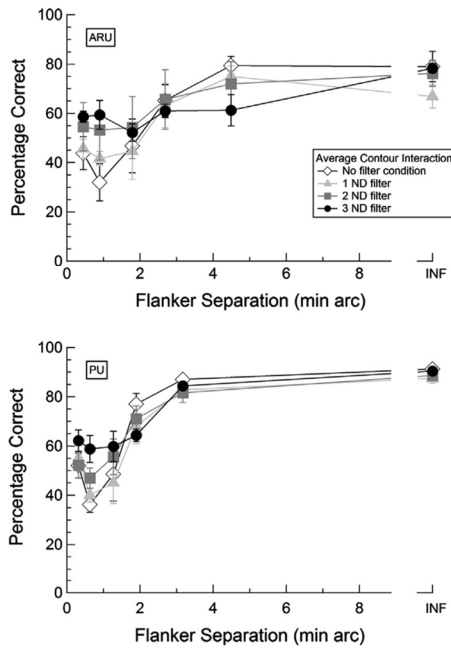 ARU
100
80
60
40
20
0
Percentage Correct
Average Contour Interaction
No filter condition
1 ND filter
2 ND filter
3 ND filter
0 2 4 6 8 INF
Flanker Separation (min arc)
PU
100
80
60
40
20
0
Percentage Correct
0 2 4 6 8 INF
Flanker Separation (min arc)